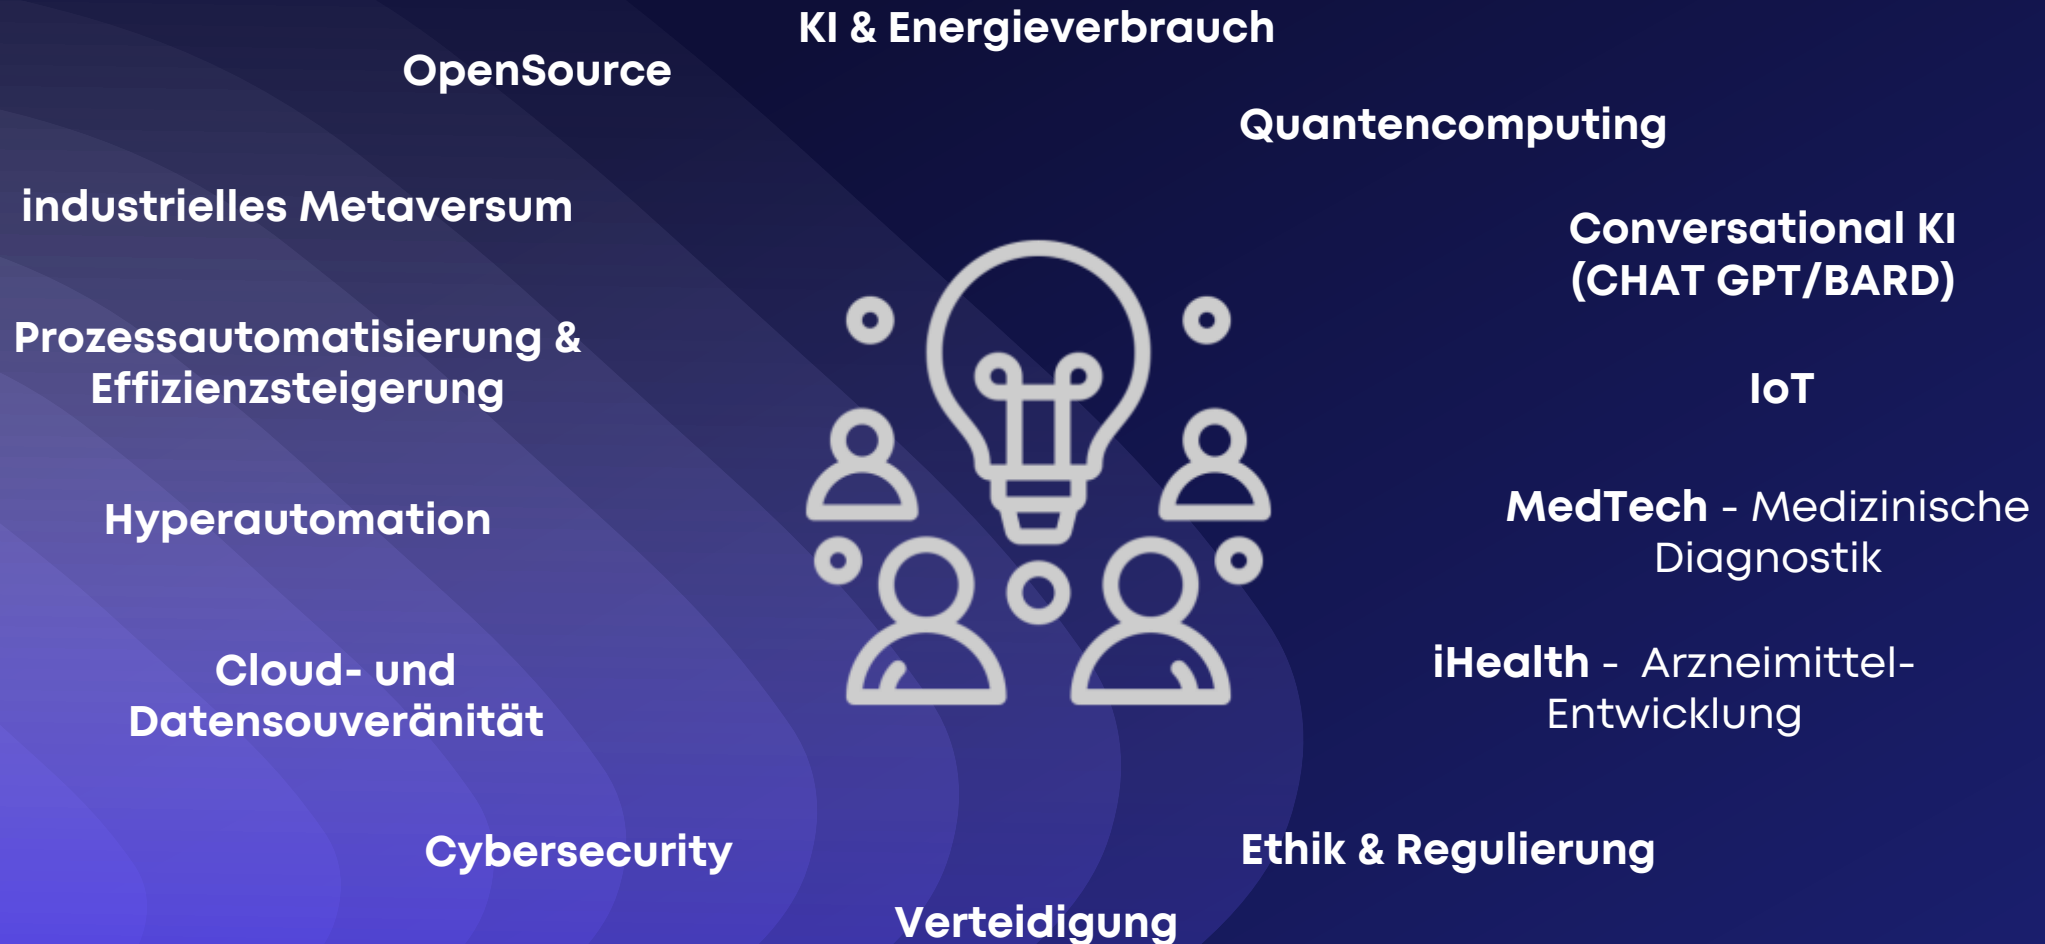 KI & Energieverbrauch
OpenSource
Quantencomputing
industrielles Metaversum
Conversational KI
(CHAT GPT/BARD)
Prozessautomatisierung &
Effizienzsteigerung
IoT
Hyperautomation
MedTech - Medizinische
Diagnostik
Cloud- und
Datensouveränität
iHealth - Arzneimittel-
Entwicklung
Cybersecurity
Ethik & Regulierung
Verteidigung